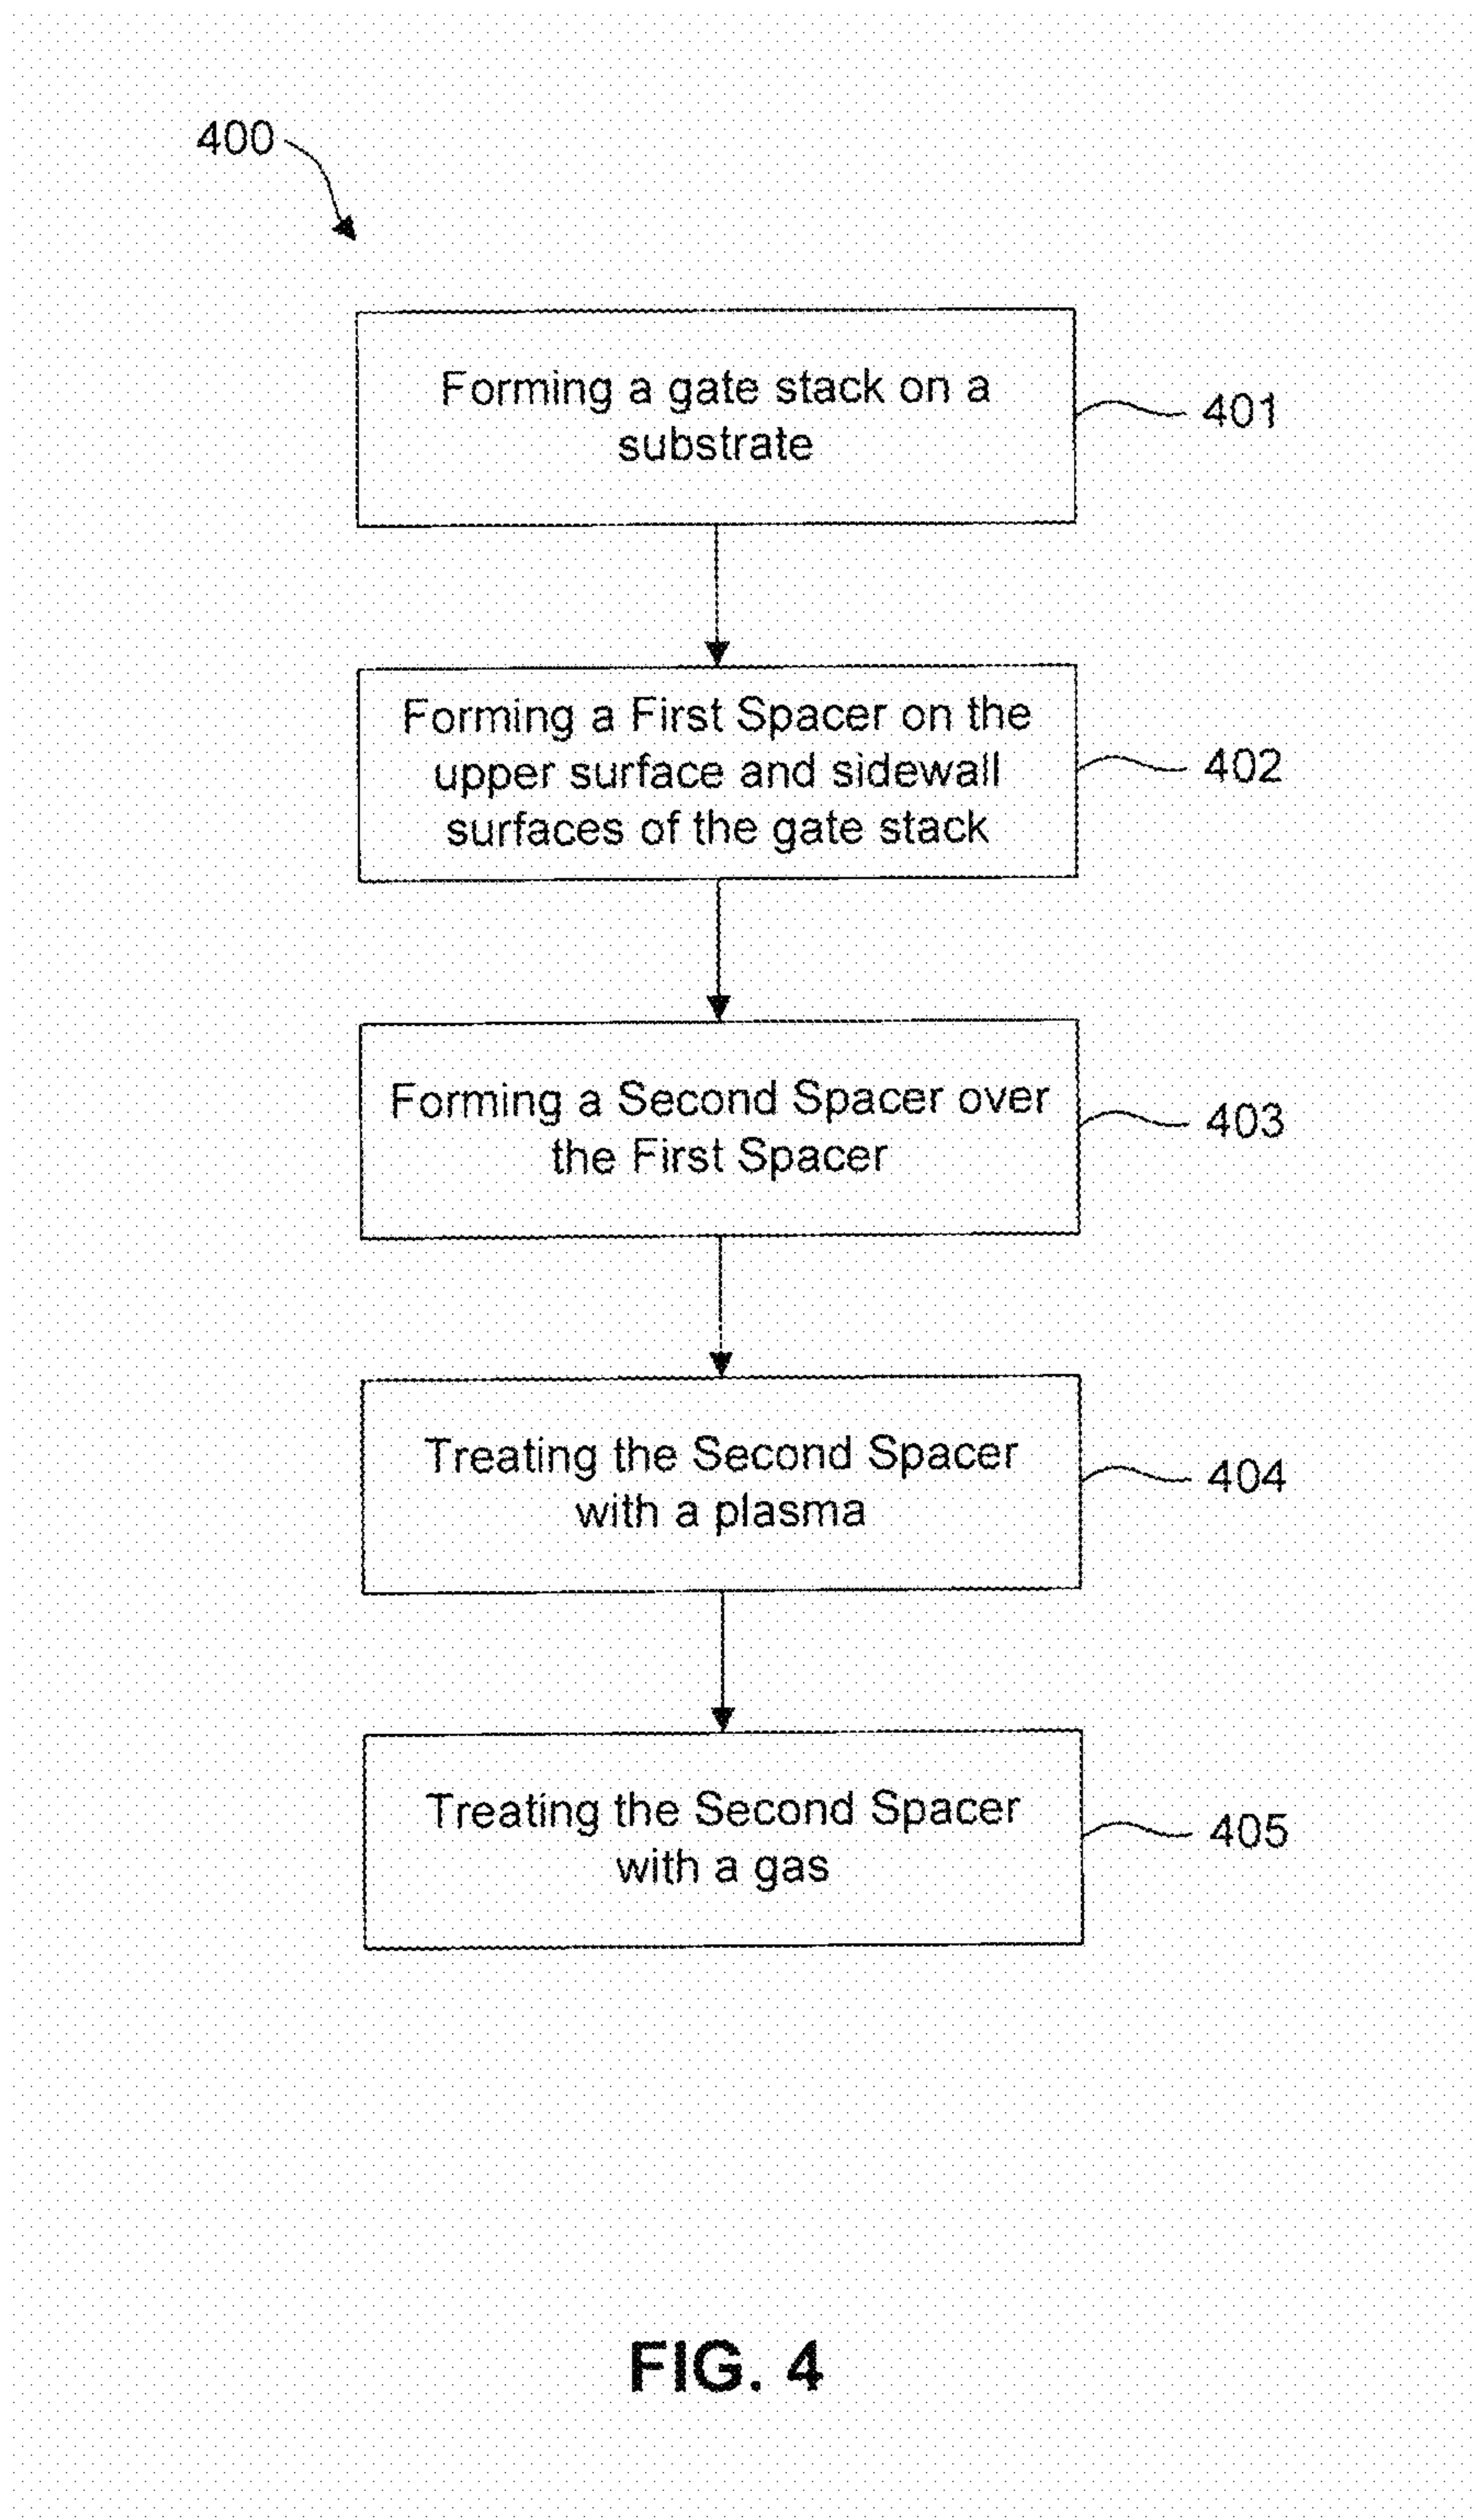 400
Forming a gate stack on a
substrate
401
Forming a First Spacer on the
upper surface and sidewall
surfaces of the gate stack
402
Forming a Second Spacer over
the First Spacer
403
Treating the Second Spacer
with a plasma
404
Treating the Second Spacer
with a gas
405
FIG. 4